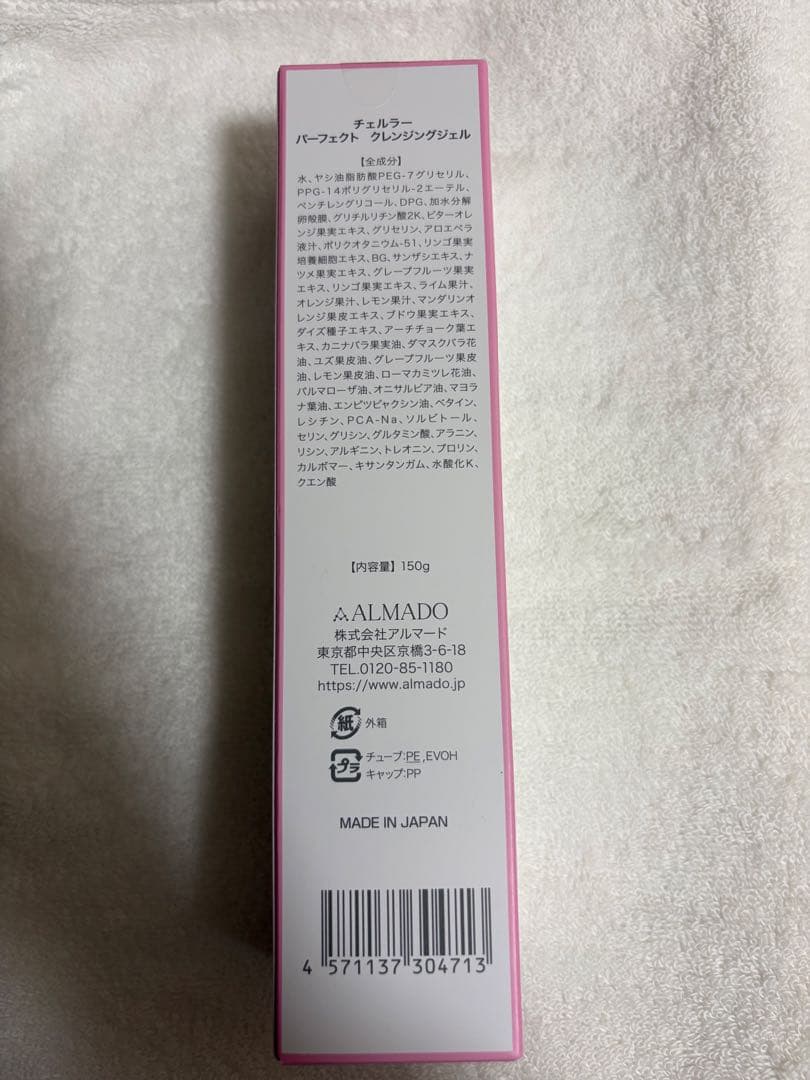 チェルラー
パーフェクト クレンジングジェル
【全成分】
水、ヤシ油脂肪酸PEG-7グリセリル、
PPG-14ポリグリセリル-2エーテル、
ペンチレングリコール、DPG、加水分解
卵殻膜、グリチルリチン酸2K、ビターオレ
ンジ果実エキス、グリセリン、アロエベラ
液汁、ポリクオタニウム-51、リンゴ果実
培養細胞エキス、BG、サンザシエキス、ナ
ツメ果実エキス、グレープフルーツ果実
エキス、リンゴ果実エキス、ライム果汁、
オレンジ果汁、レモン果汁、マンダリンオ
レンジ果皮エキス、ブドウ果実エキス、
ダイズ種子エキス、アーチチョーク葉エ
キス、カニナバラ果実油、ダマスクバラ花
油、ユズ果皮油、グレープフルーツ果皮
油、レモン果皮油、ローマカミツレ花油、
パルマローザ油、オニサルビア油、マヨラ
ナ葉油、エンピツビャクシン油、ベタイン、
レシチン、PCA-Na、ソルビトール、
セリン、グリシン、グルタミン酸、アラニン、
リシン、アルギニン、トレオニン、プロリン、
カルボマー、キサンタンガム、水酸化K、
クエン酸
【内容量】150g
ALMADO
株式会社アルマード
東京都中央区京橋3-6-18
TEL.0120-85-1180
https://www.almado.jp
紙 外箱
プラ チューブ:PE,EVOH
キャップ:PP
MADE IN JAPAN
4 571137 304713